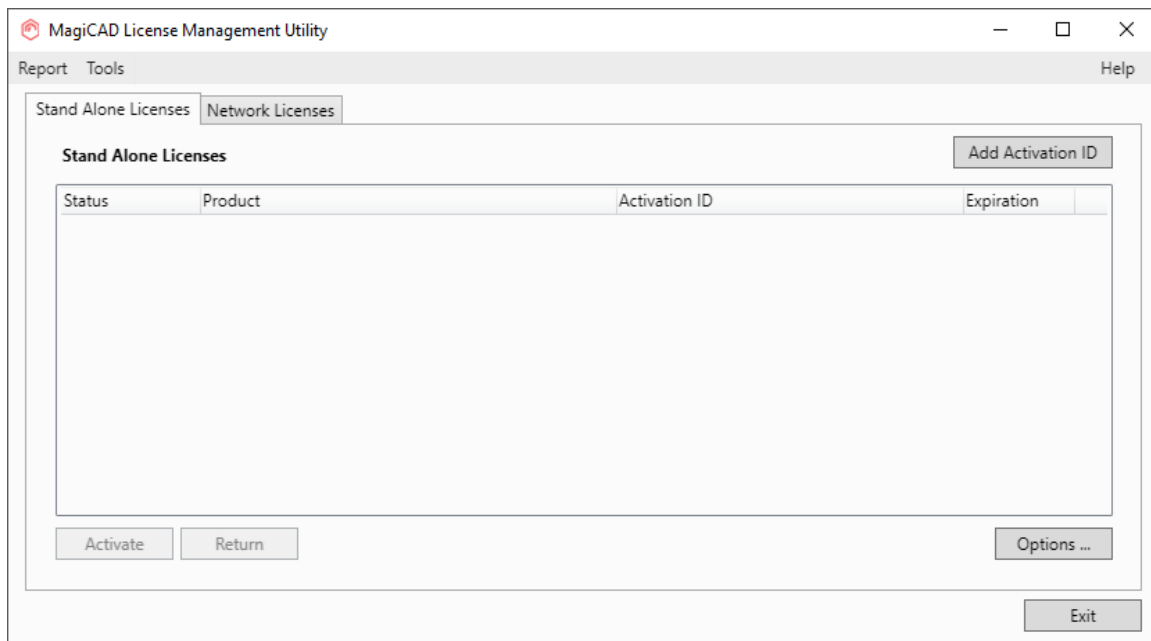 MagiCAD License Management Utility
Report Tools Help
Stand Alone Licenses Network Licenses
Stand Alone Licenses Add Activation ID
Status Product Activation ID Expiration
Activate Return Options ...
Exit